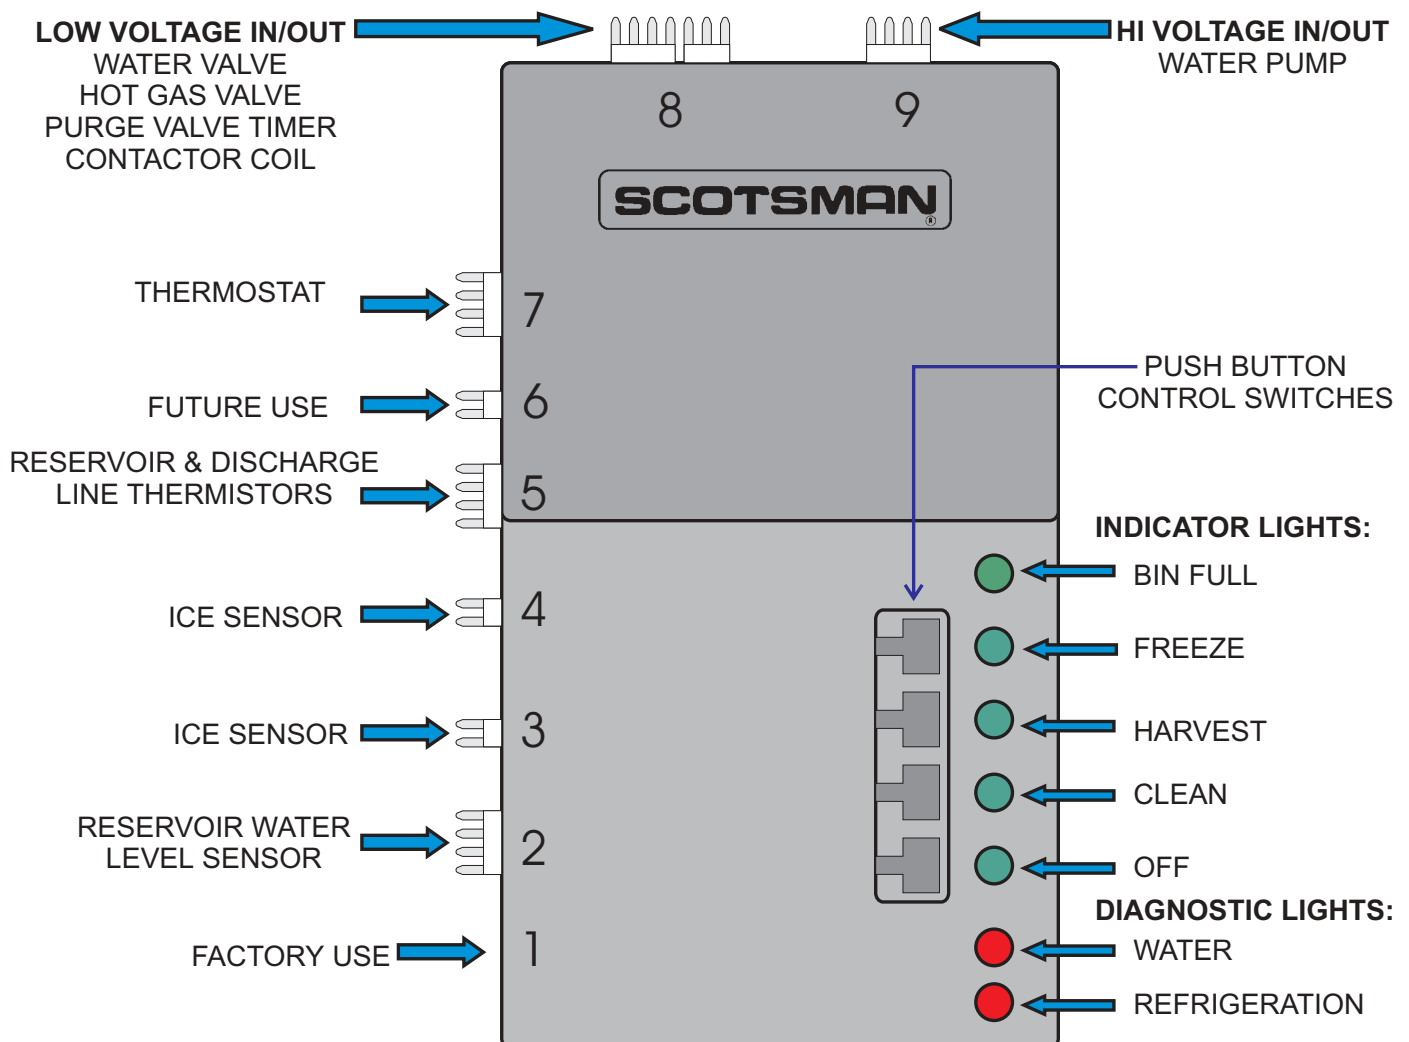 LOW VOLTAGE IN/OUT
WATER VALVE
HOT GAS VALVE
PURGE VALVE TIMER
CONTACTOR COIL
HI VOLTAGE IN/OUT
WATER PUMP
8
9
SCOTSMAN®
THERMOSTAT
7
FUTURE USE
6
RESERVOIR & DISCHARGE
LINE THERMISTORS
5
ICE SENSOR
4
ICE SENSOR
3
RESERVOIR WATER
LEVEL SENSOR
2
FACTORY USE
1
PUSH BUTTON
CONTROL SWITCHES
INDICATOR LIGHTS:
BIN FULL
FREEZE
HARVEST
CLEAN
OFF
DIAGNOSTIC LIGHTS:
WATER
REFRIGERATION